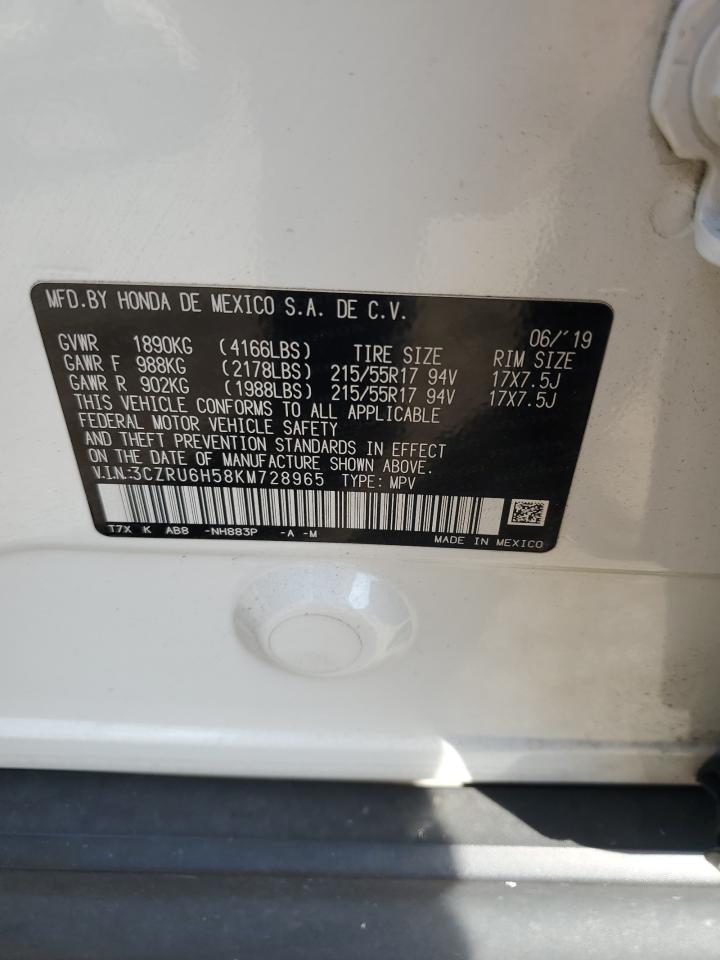 MFD.BY HONDA DE MEXICO S.A. DE C.V.
06/'19
GVWR 1890KG (4166LBS) TIRE SIZE RIM SIZE
GAWR F 988KG (2178LBS) 215/55R17 94V 17X7.5J
GAWR R 902KG (1988LBS) 215/55R17 94V 17X7.5J
THIS VEHICLE CONFORMS TO ALL APPLICABLE
FEDERAL MOTOR VEHICLE SAFETY
AND THEFT PREVENTION STANDARDS IN EFFECT
ON THE DATE OF MANUFACTURE SHOWN ABOVE.
V.I.N:3CZRU6H58KM728965 TYPE: MPV
T7X K AB8 -NH883P -A -M
MADE IN MEXICO